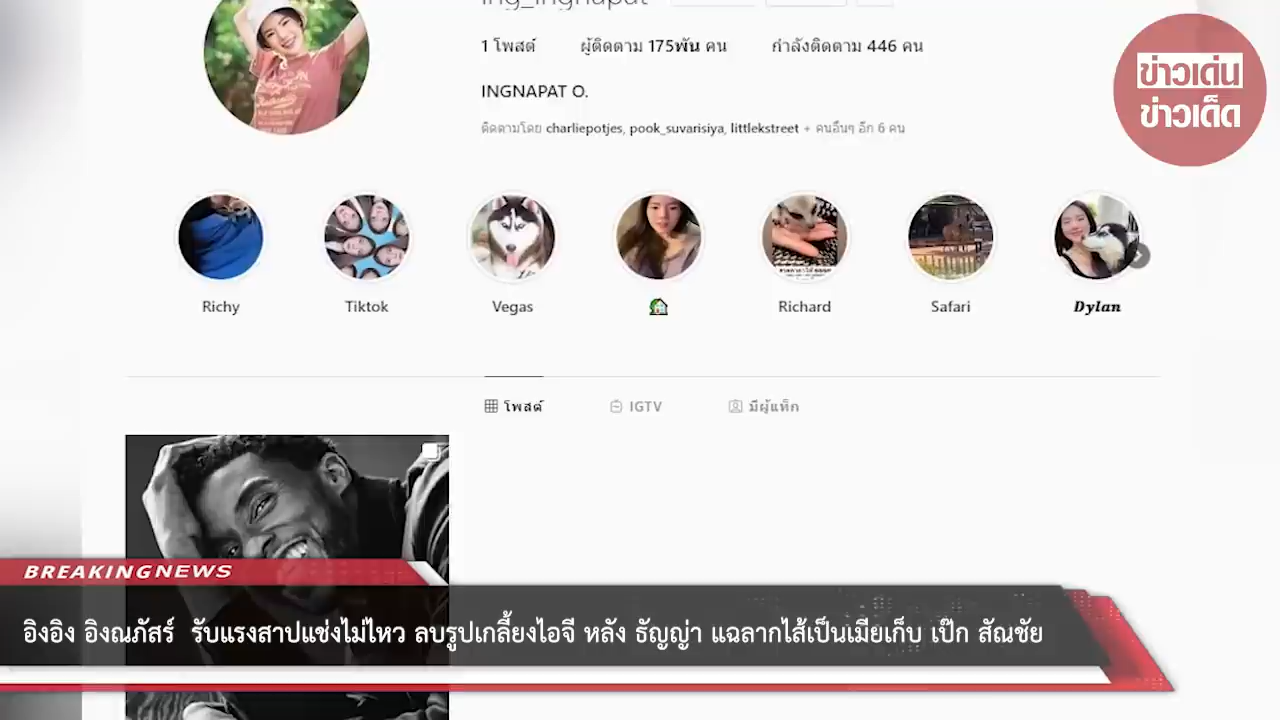 ing_ingnapat
1 โพสต์ ผู้ติดตาม 175พัน คน กำลังติดตาม 446 คน
ข่าวเด่น
ข่าวเด็ด
INGNAPAT O.
ติดตามโดย charliepotjes, pook_suvarisiya, littlekstreet + คนอื่นๆ อีก 6 คน
Richy Tiktok Vegas Richard Safari Dylan
โพสต์ IGTV มีผู้แท็ก
BREAKINGNEWS
อิงอิง อิงณภัสร์ รับแรงสาปแช่งไม่ไหว ลบรูปเกลี้ยงไอจี หลัง ธัญญ่า แฉลากไส้เป็นเมียเก็บ เป๊ก สัณชัย